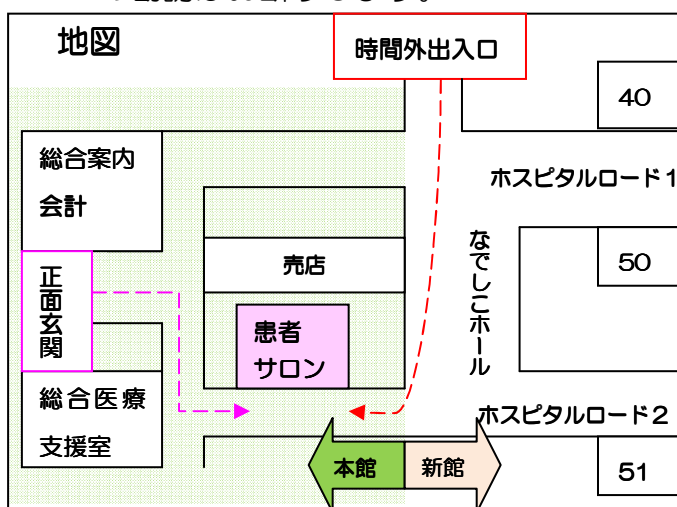 地図
時間外出入口
40
総合案内
会計
ホスピタルロード1
売店
なでしこホール
50
正面玄関
患者
サロン
総合医療
支援室
ホスピタルロード2
本館
新館
51